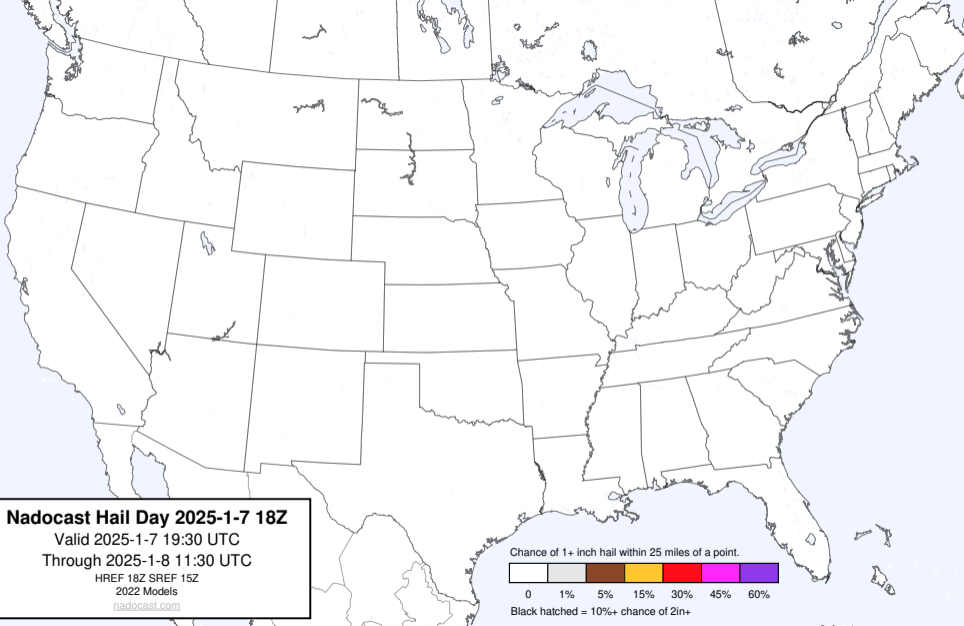 Nadocast Hail Day 2025-1-7 18Z
Valid 2025-1-7 19:30 UTC
Through 2025-1-8 11:30 UTC
HREF 18Z SREF 15Z
2022 Models
nadocast.com
Chance of 1+ inch hail within 25 miles of a point.
0 1% 5% 15% 30% 45% 60%
Black hatched = 10%+ chance of 2in+